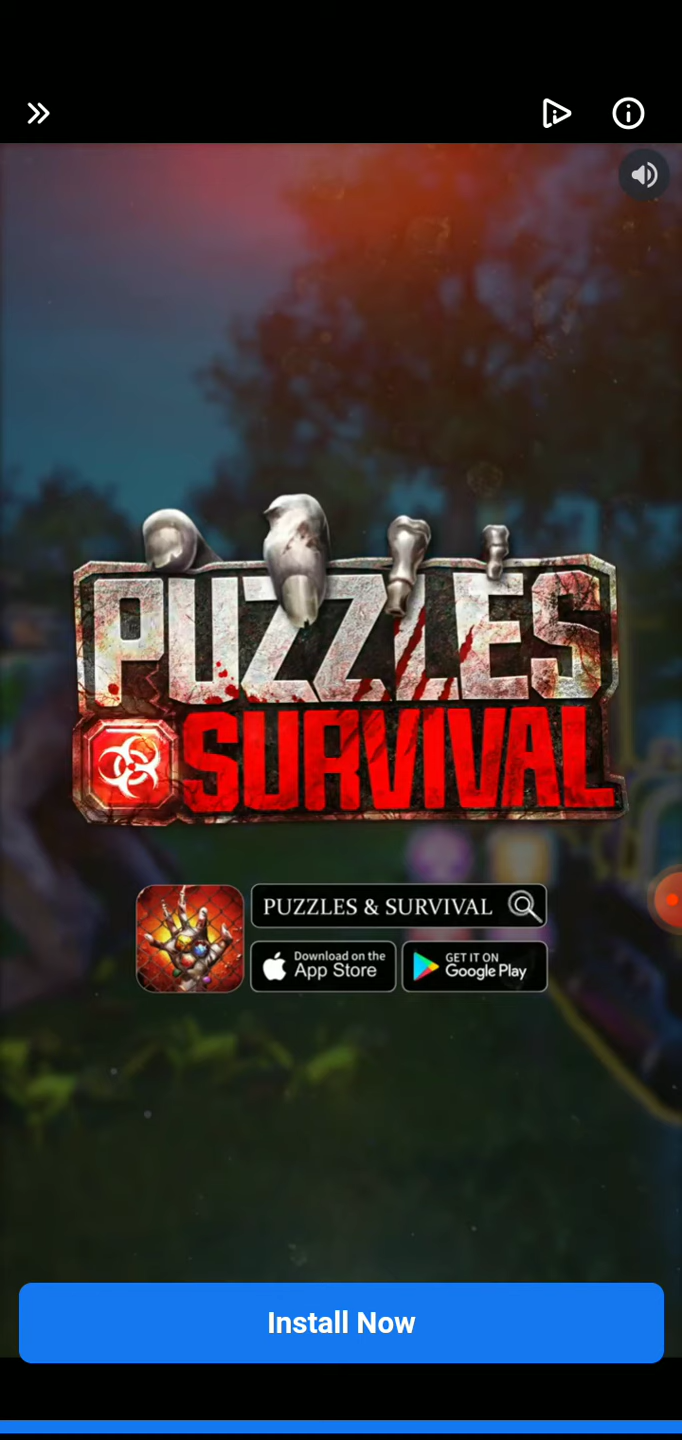 PUZZLES
SURVIVAL
PUZZLES & SURVIVAL
Download on the
App Store
GET IT ON
Google Play
Install Now